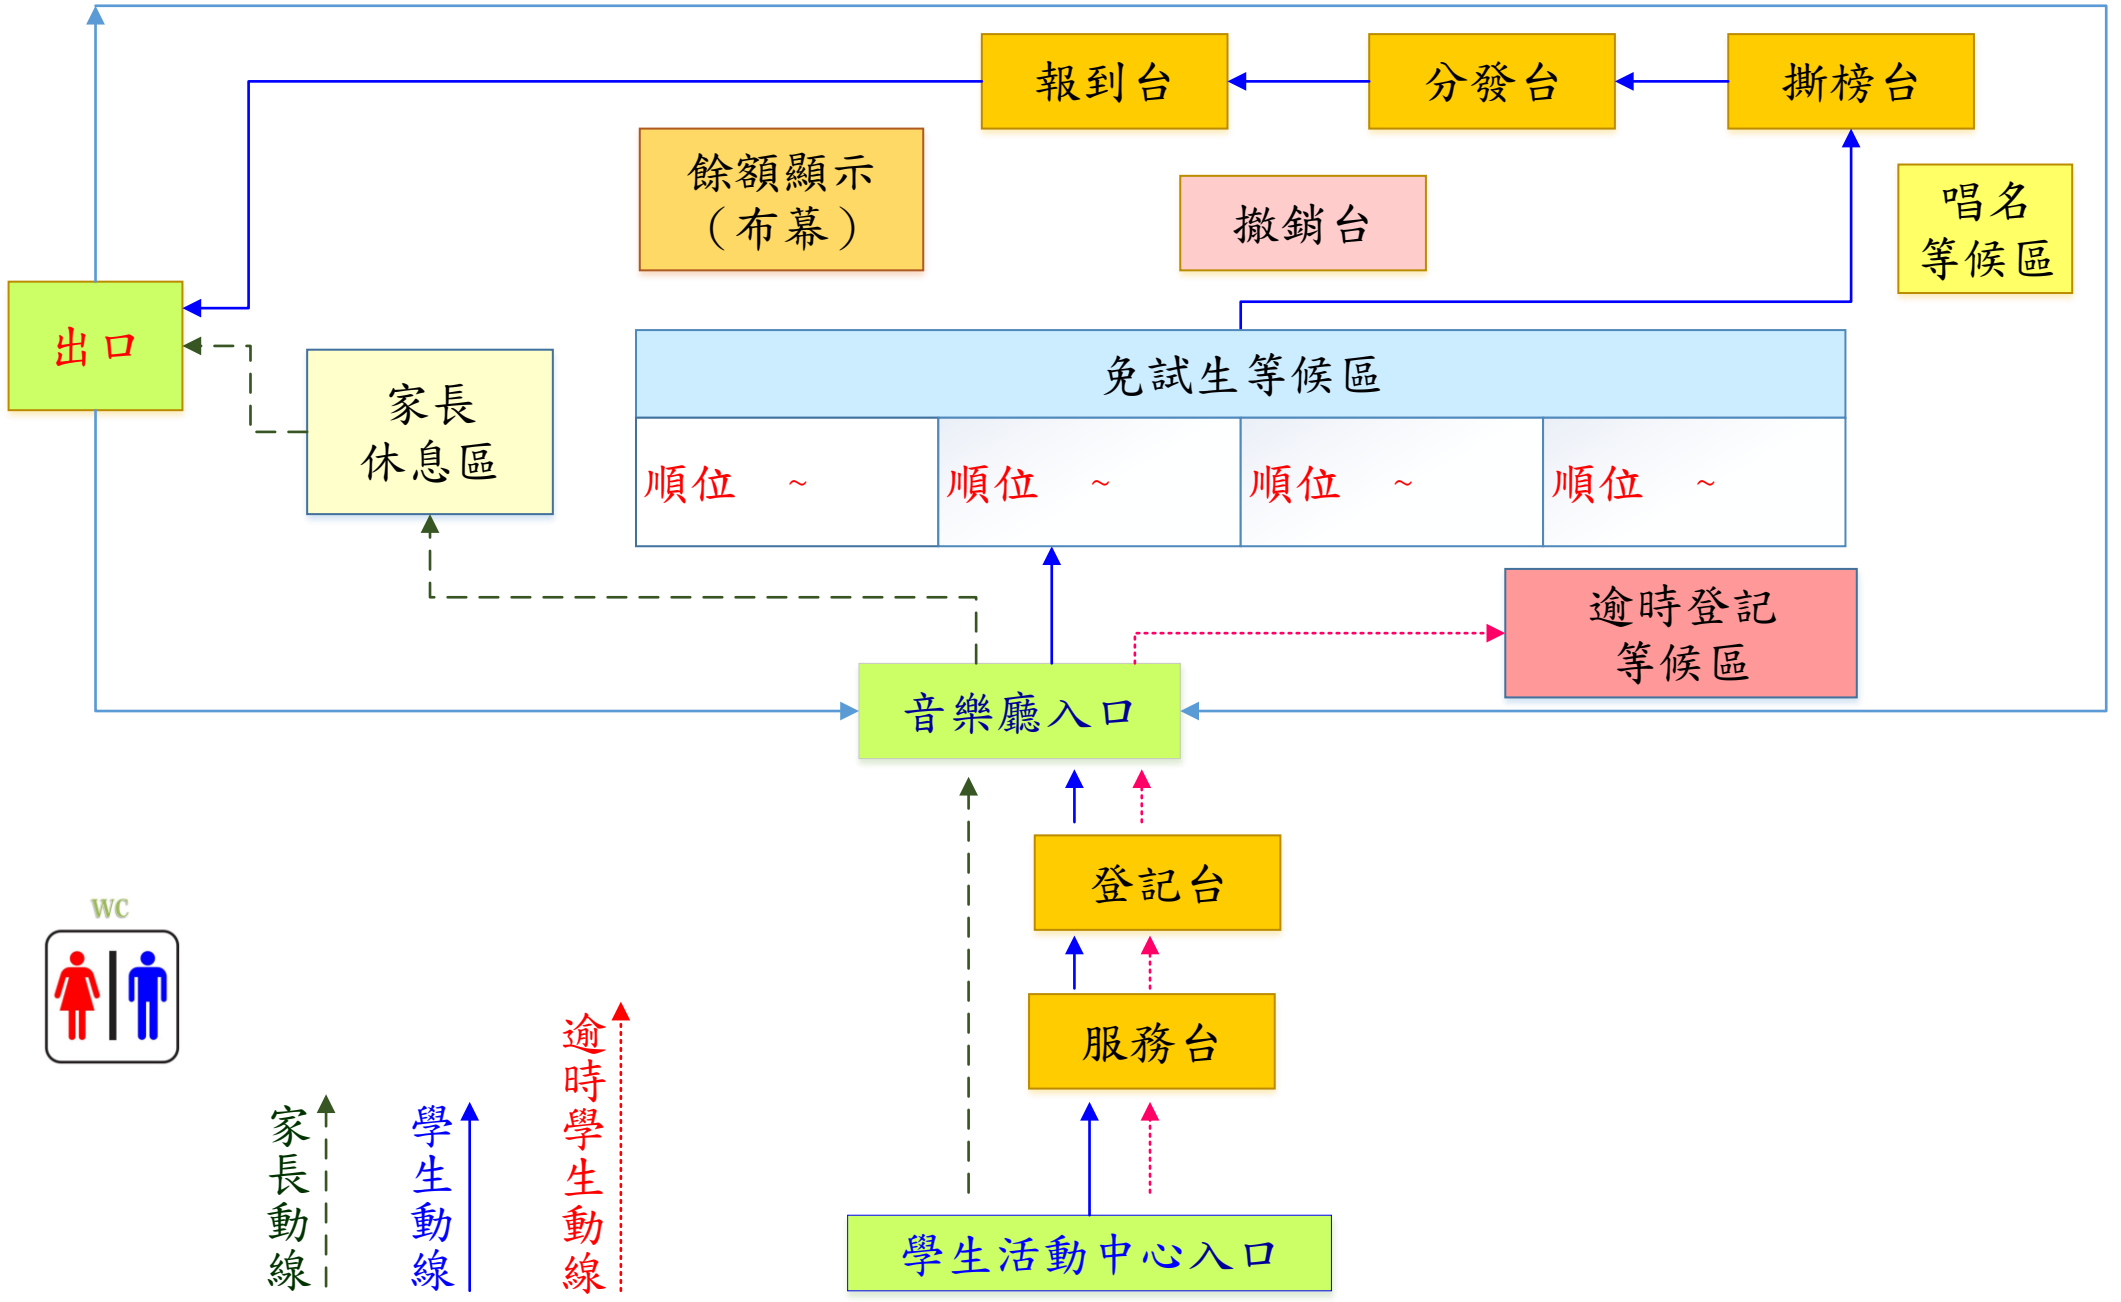 報到台
分發台
撕榜台
餘額顯示
（布幕）
撤銷台
唱名
等候區
出口
家長
休息區
免試生等候區
順位 ~
順位 ~
順位 ~
順位 ~
逾時登記
等候區
音樂廳入口
登記台
WC
服務台
家長動線
學生動線
逾時學生動線
學生活動中心入口